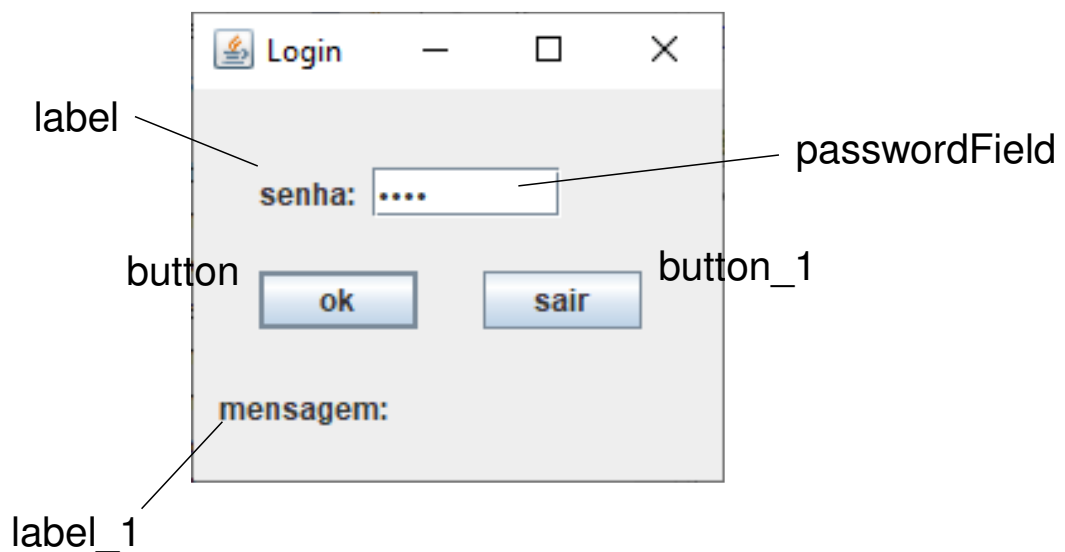 Login
label
passwordField
senha: ••••
button
button_1
ok
sair
mensagem:
label_1